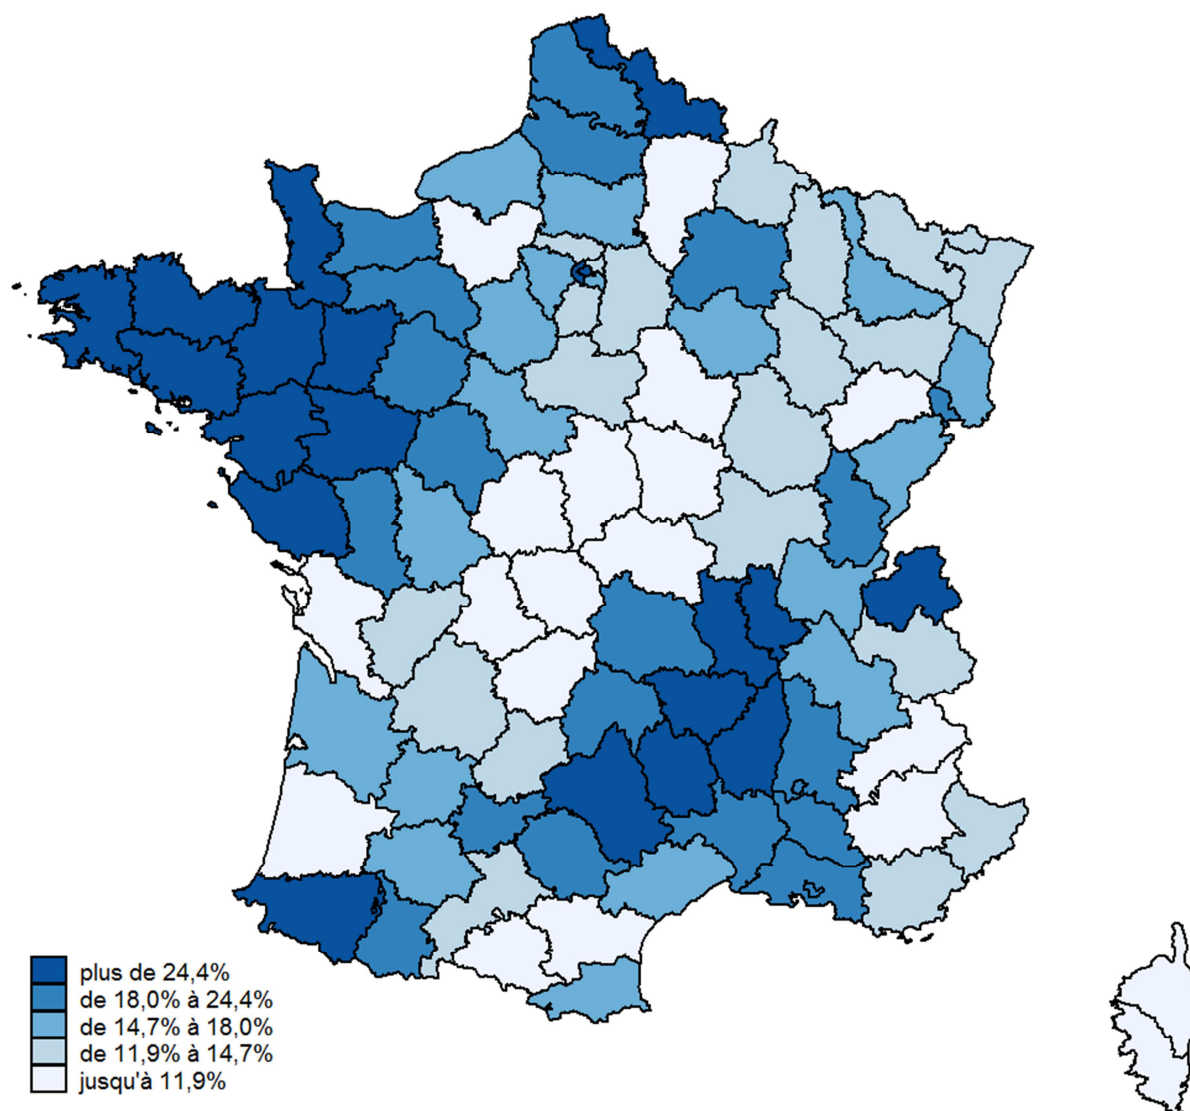 plus de 24,4%
de 18,0% à 24,4%
de 14,7% à 18,0%
de 11,9% à 14,7%
jusqu'à 11,9%